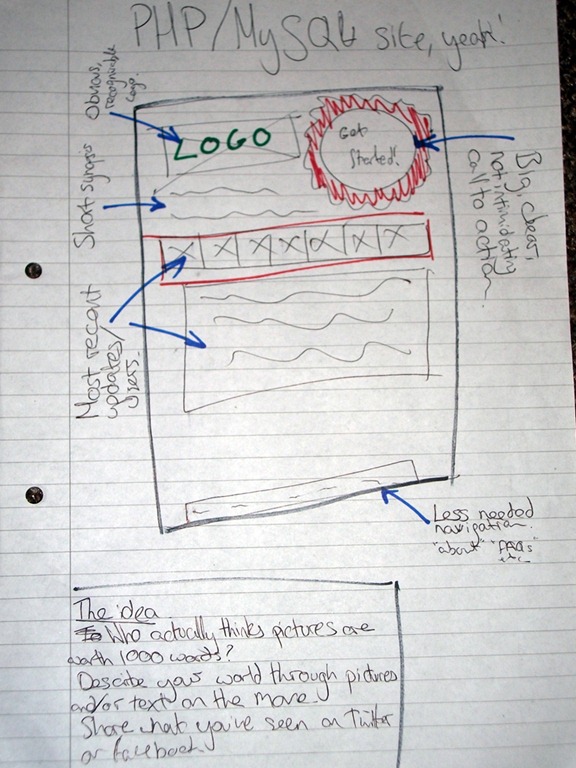 PHP/MySQL site, yeah!
Obvious,
recognisable
logo.
LOGO
Get
Started!
Short synopsis
Big, clear,
not intimidating
call to action.
Most recent
updates/
users.
Less needed
navigation.
"about" "FAQs"
etc.
The idea
Who actually thinks pictures are
worth 1000 words?
Describe your world through pictures
and/or text on the move.
Share what you've seen on Twitter
or facebook.